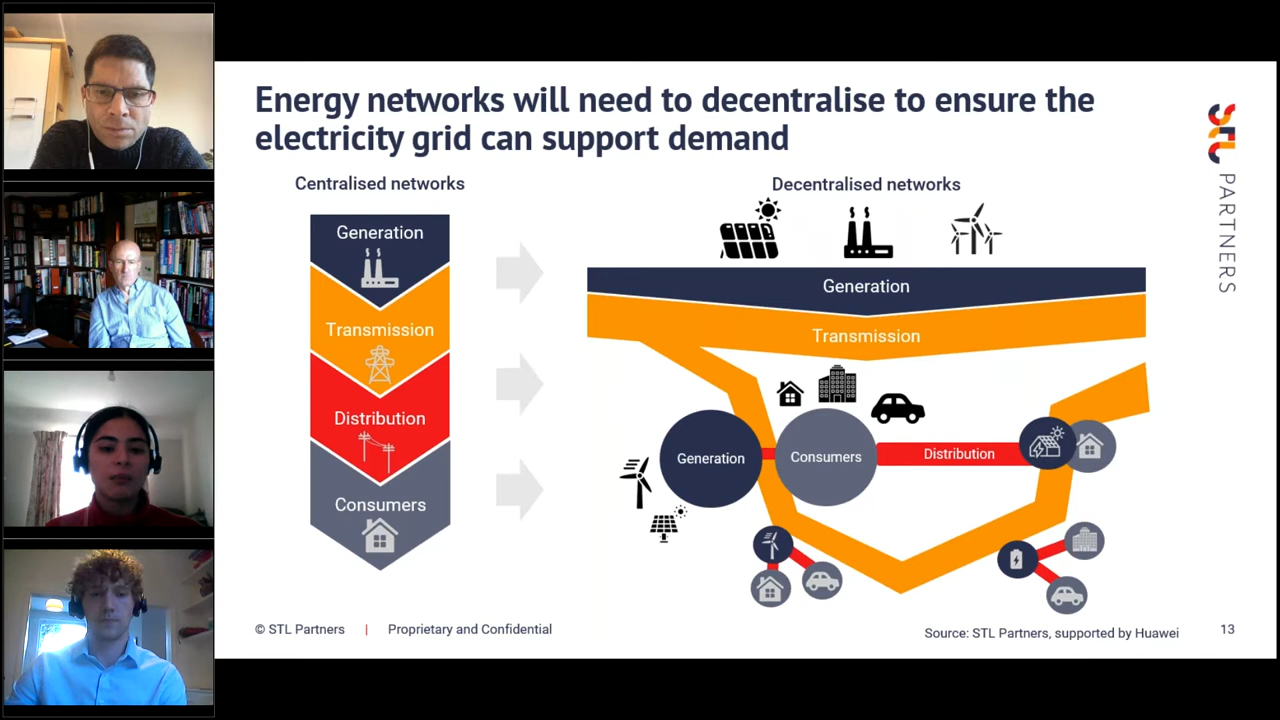 Energy networks will need to decentralise to ensure the
electricity grid can support demand
STL
PARTNERS
Centralised networks
Generation
Transmission
Distribution
Consumers
Decentralised networks
Generation
Transmission
Generation
Consumers
Distribution
© STL Partners | Proprietary and Confidential
Source: STL Partners, supported by Huawei
13